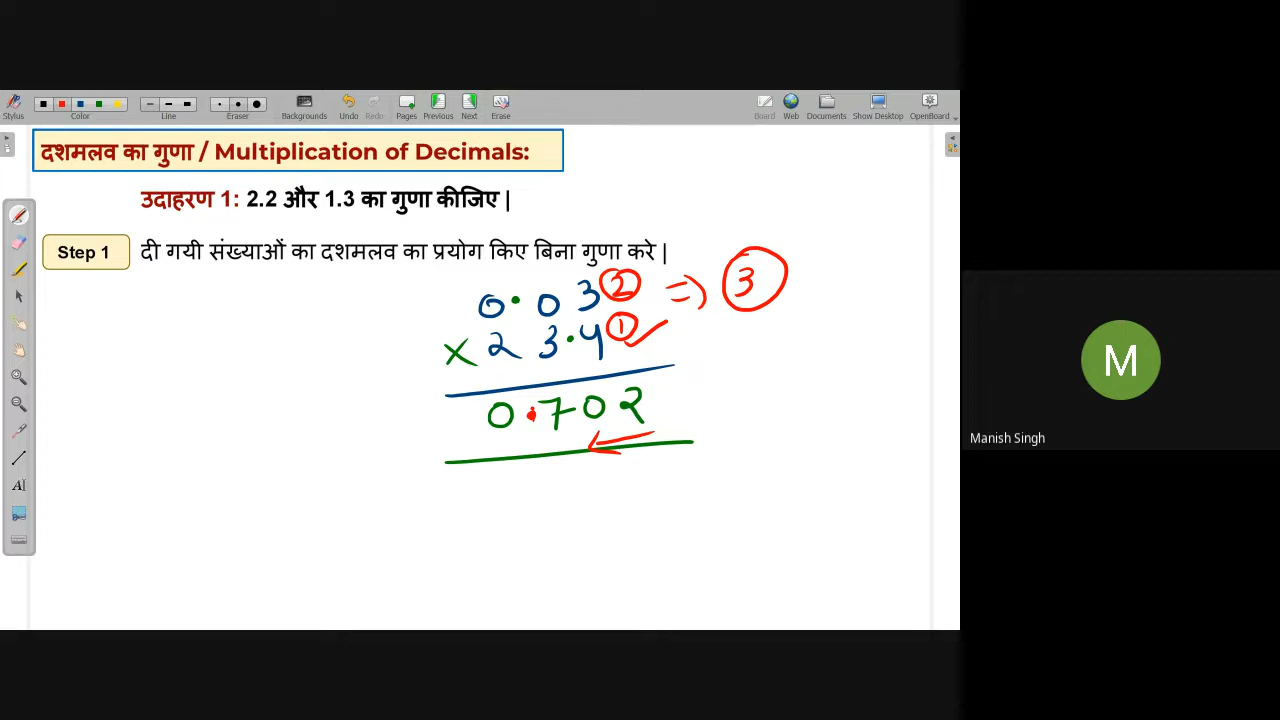 Stylus
Color
Line
Eraser
Backgrounds
Undo
Redo
Pages
Previous
Next
Erase
Board
Web
Documents
Show Desktop
OpenBoard
दशमलव का गुणा / Multiplication of Decimals:
उदाहरण 1: 2.2 और 1.3 का गुणा कीजिए |
Step 1 दी गयी संख्याओं का दशमलव का प्रयोग किए बिना गुणा करे |
0.03 2 => 3
x 23.4 1 ✓
0.702
M
Manish Singh